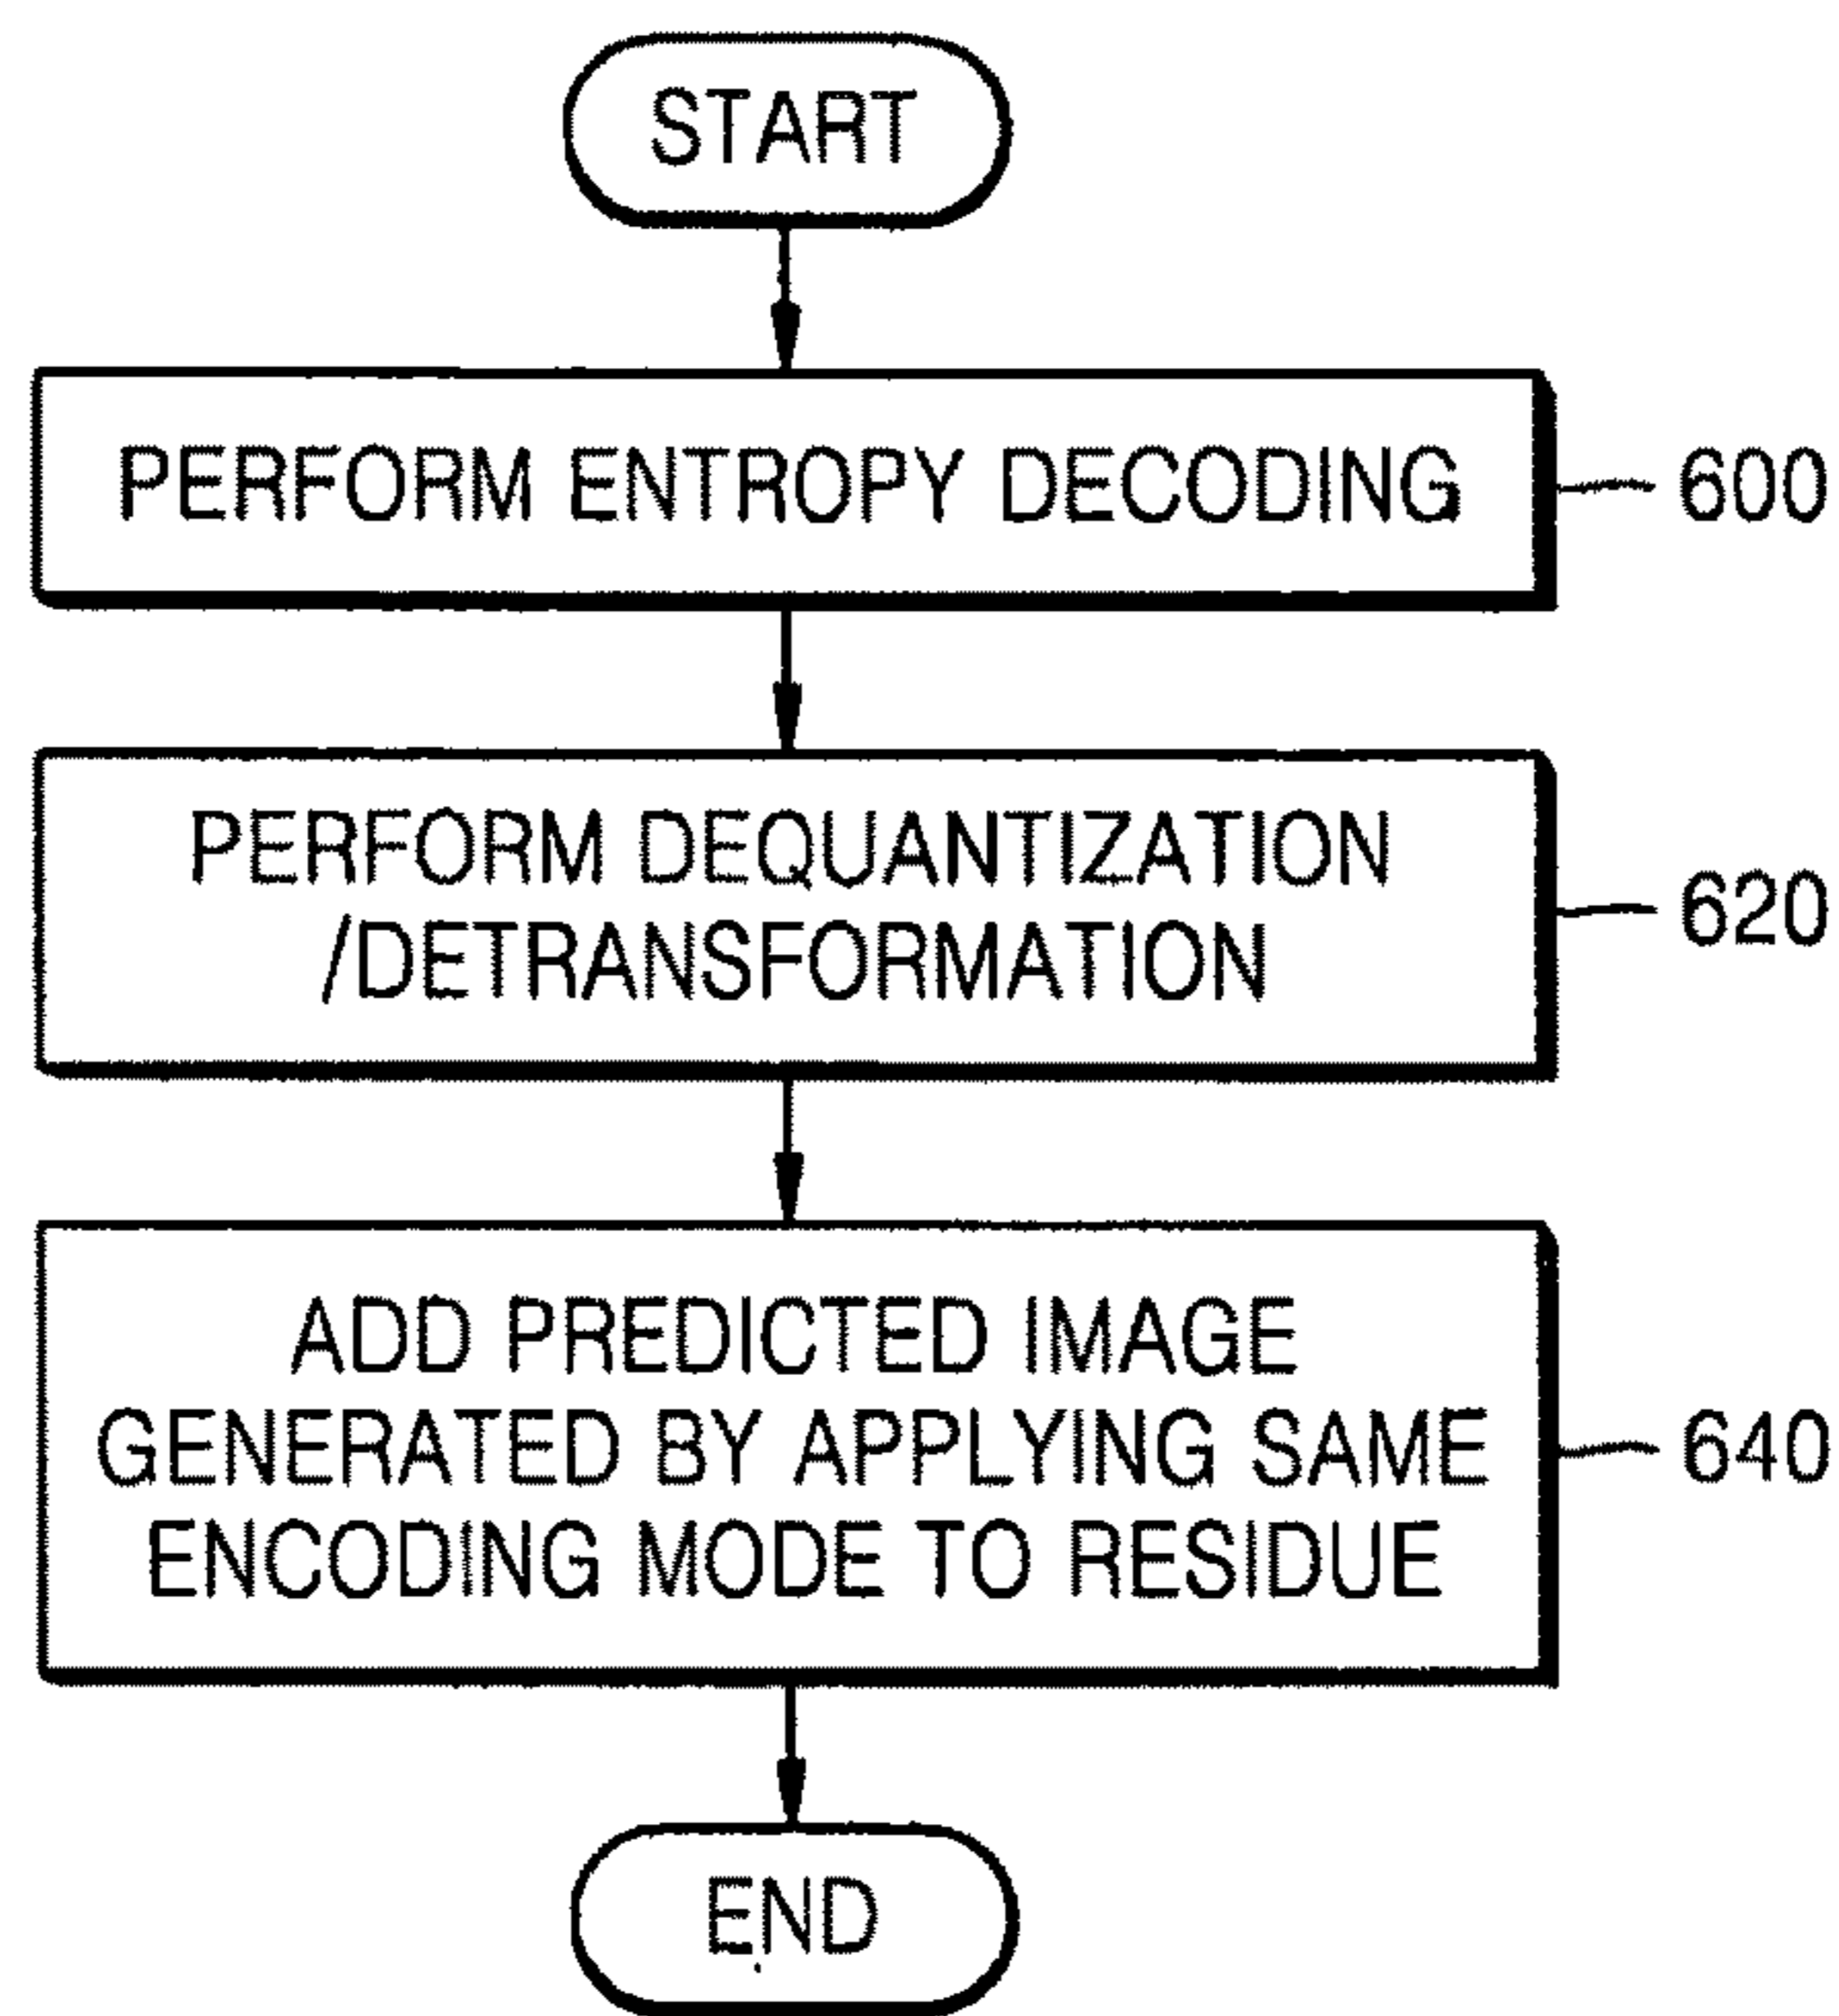 START
PERFORM ENTROPY DECODING
600
PERFORM DEQUANTIZATION
/DETRANSFORMATION
620
ADD PREDICTED IMAGE
GENERATED BY APPLYING SAME
ENCODING MODE TO RESIDUE
640
END